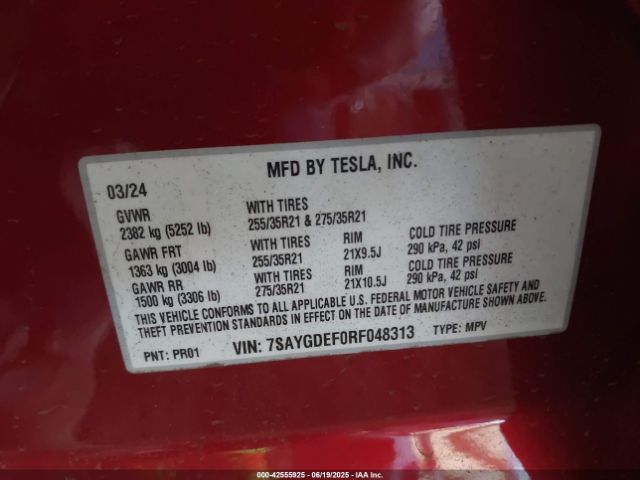 MFD BY TESLA, INC.
03/24
GVWR WITH TIRES
2382 kg (5252 lb) 255/35R21 & 275/35R21
GAWR FRT WITH TIRES RIM COLD TIRE PRESSURE
1363 kg (3004 lb) 255/35R21 21X9.5J 290 kPa, 42 psi
GAWR RR WITH TIRES RIM COLD TIRE PRESSURE
1500 kg (3306 lb) 275/35R21 21X10.5J 290 kPa, 42 psi
THIS VEHICLE CONFORMS TO ALL APPLICABLE U.S. FEDERAL MOTOR VEHICLE SAFETY AND
THEFT PREVENTION STANDARDS IN EFFECT ON THE DATE OF MANUFACTURE SHOWN ABOVE.
PNT: PR01 VIN: 7SAYGDEF0RF048313 TYPE: MPV
000-42555925 - 06/19/2025 - IAA Inc.